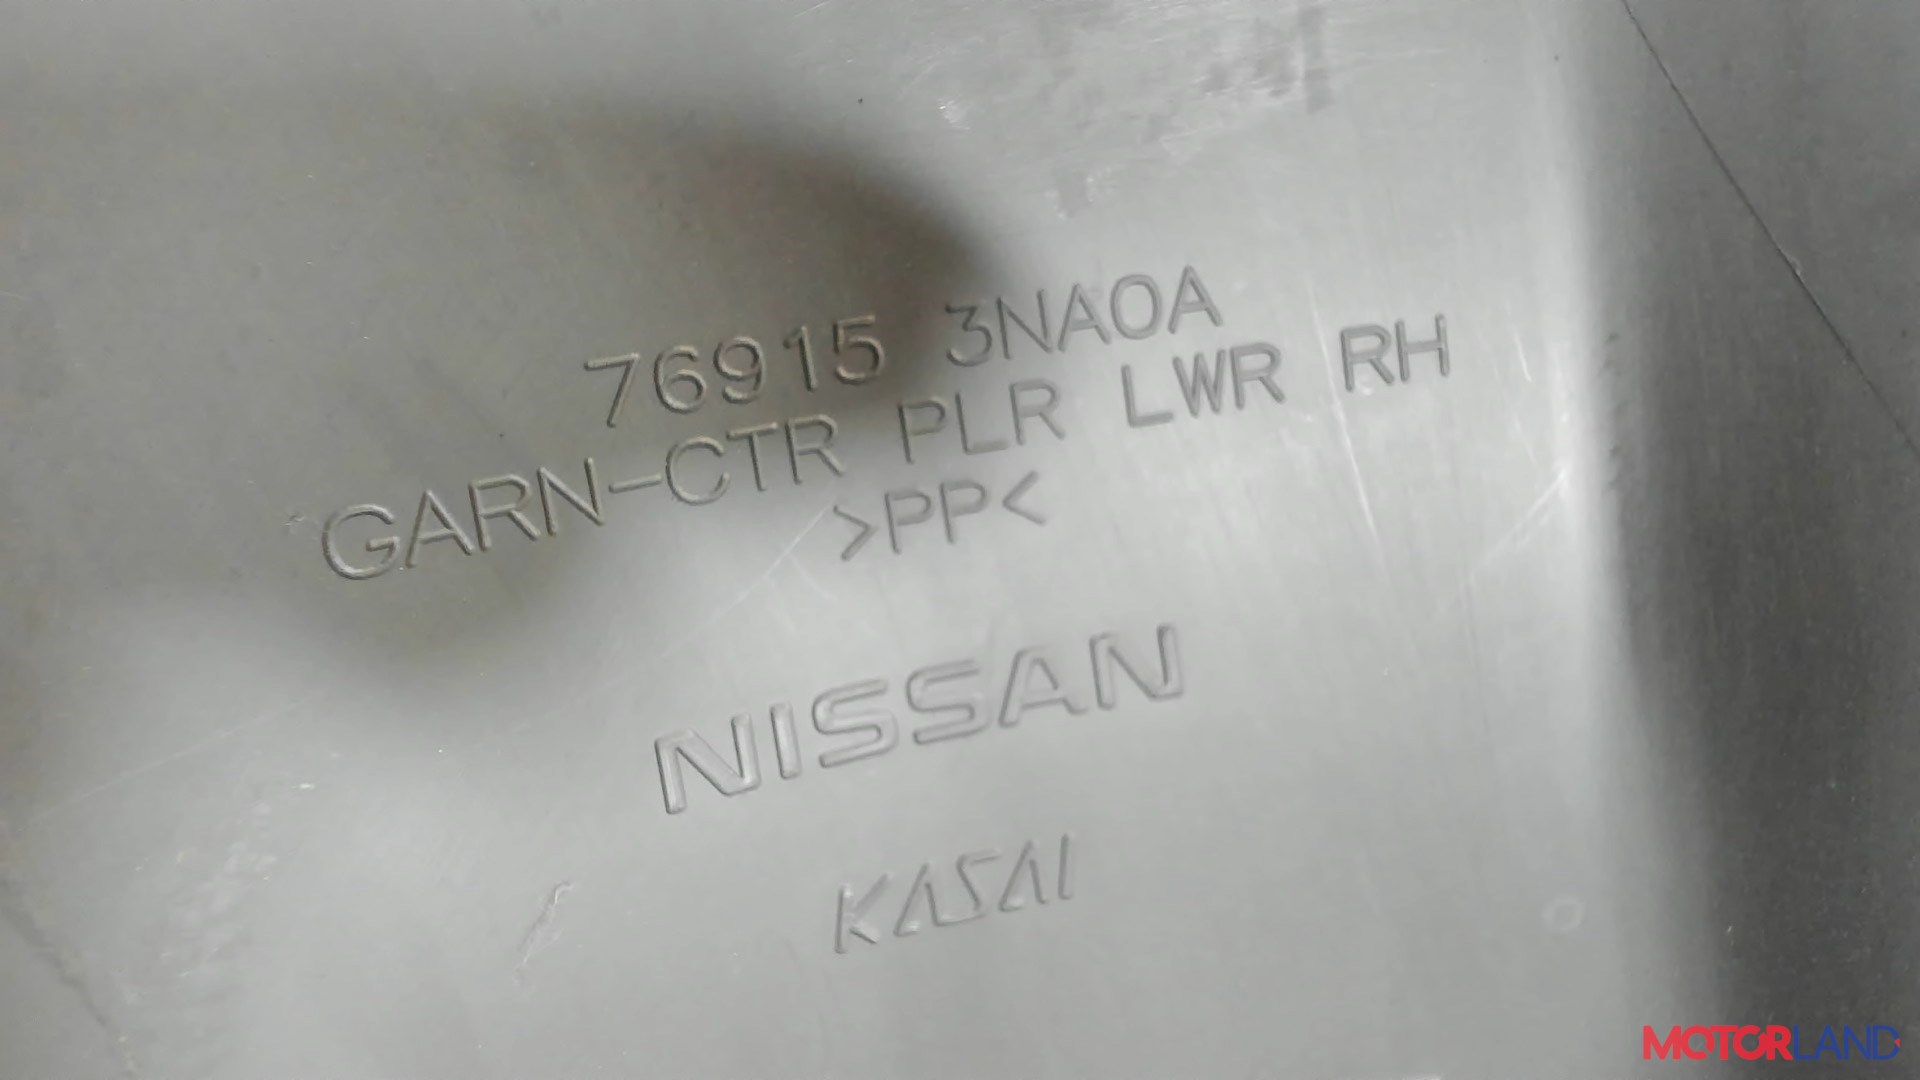 76915 3NA0A
GARN-CTR PLR LWR RH
>PP<
NISSAN
KASAI
MOTORLAND